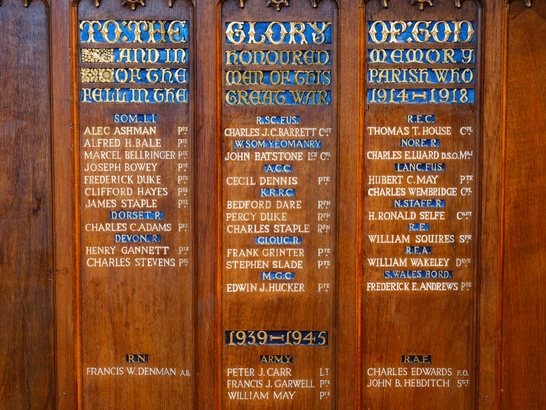 TO·THE GLORY OF·GOD
AND IN HONOURED MEMORY
OF THE MEN OF THIS PARISH WHO
FELL IN THE GREAT WAR 1914–1918
SOM. L.I.
ALEC ASHMAN PTE
ALFRED H. BALE PTE
MARCEL BELLRINGER PTE
JOSEPH BOWEY PTE
FREDERICK DUKE PTE
CLIFFORD HAYES PTE
JAMES STAPLE PTE
DORSET. R.
CHARLES C. ADAMS PTE
DEVON. R.
HENRY GANNETT PTE
CHARLES STEVENS PTE
R.N.
FRANCIS W. DENMAN A.B.
R. SC. FUS.
CHARLES J. C. BARRETT CAPT
W. SOM YEOMANRY
JOHN BATSTONE LCE CPL
A.C.C.
CECIL DENNIS PTE
K.R.R.C.
BEDFORD DARE RFN
PERCY DUKE RFN
CHARLES STAPLE RFN
GLOUC. R.
FRANK GRINTER PTE
STEPHEN SLADE PTE
M.G.C.
EDWIN J. HUCKER PTE
1939–1945
ARMY
PETER J. CARR LT
FRANCIS J. GARWELL PTE
WILLIAM MAY PTE
R.F.C.
THOMAS T. HOUSE CPL
NORF. R.
CHARLES E. LUARD D.S.O. MAJ
LANC. FUS.
HUBERT C. MAY PTE
CHARLES WEMBRIDGE CPL
N. STAFF. R.
H. RONALD SELFE CAPT
R.E.
WILLIAM SQUIRES SPR
R.F.A.
WILLIAM WAKELEY DRVR
S. WALES BORD.
FREDERICK E. ANDREWS PTE
R.A.F.
CHARLES EDWARDS F.O.
JOHN B. HEBDITCH SGT